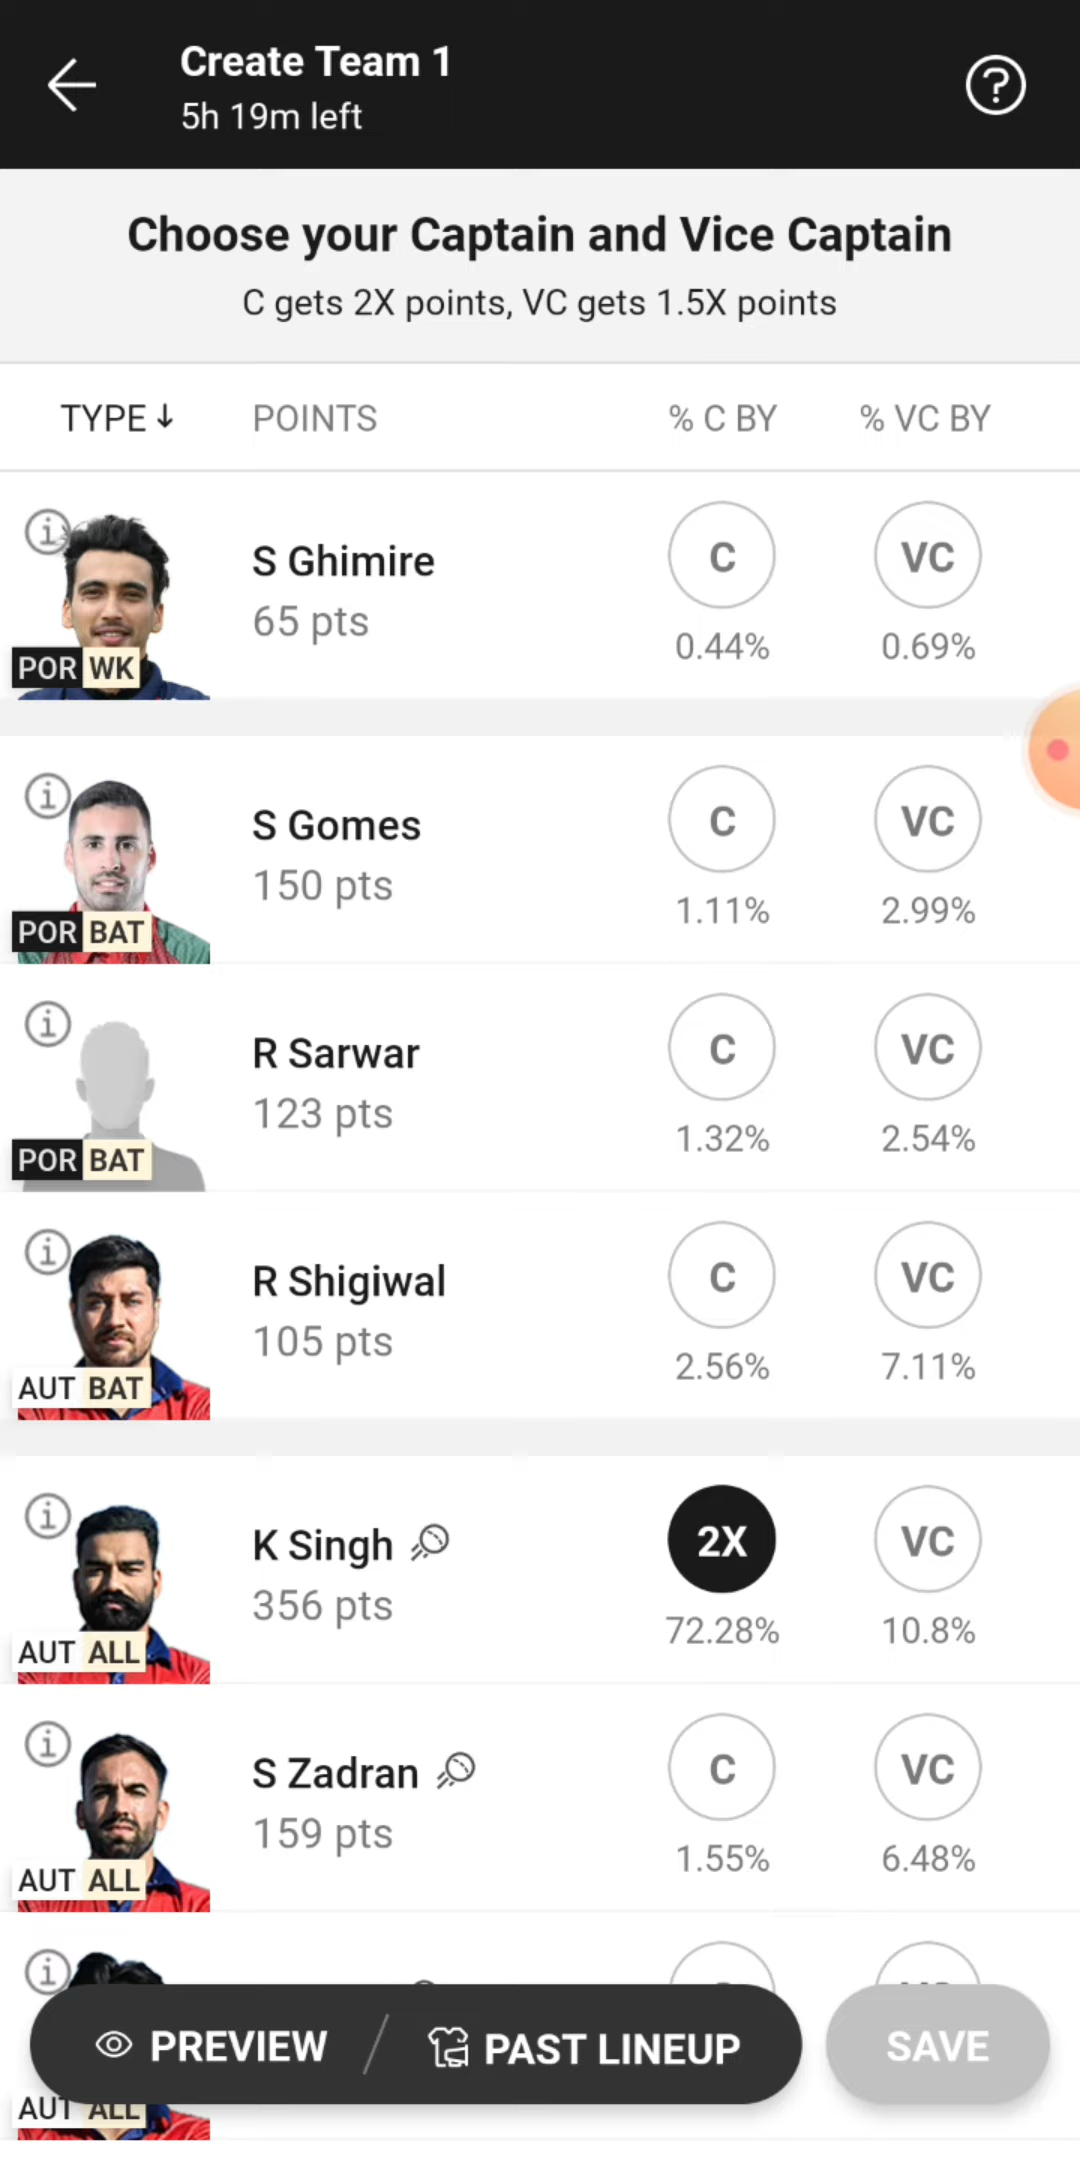 Create Team 1
5h 19m left
Choose your Captain and Vice Captain
C gets 2X points, VC gets 1.5X points
TYPE↓ POINTS % C BY % VC BY
S Ghimire C VC
65 pts 0.44% 0.69%
POR WK
S Gomes C VC
150 pts 1.11% 2.99%
POR BAT
R Sarwar C VC
123 pts 1.32% 2.54%
POR BAT
R Shigiwal C VC
105 pts 2.56% 7.11%
AUT BAT
K Singh 2X VC
356 pts 72.28% 10.8%
AUT ALL
S Zadran C VC
159 pts 1.55% 6.48%
AUT ALL
PREVIEW / PAST LINEUP SAVE
AUT ALL